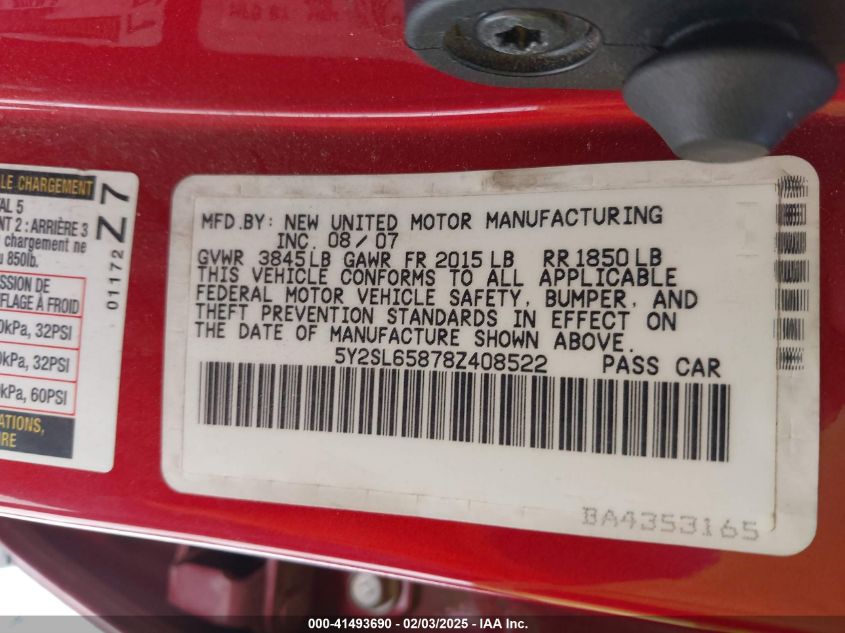 LE CHARGEMENT
AL 5
NT 2 : ARRIÈRE 3
chargement ne
850lb.
SSION DE
FLAGE À FROID
0kPa, 32PSI
0kPa, 32PSI
0kPa, 60PSI
ATIONS,
RE
01172 Z7
MFD.BY: NEW UNITED MOTOR MANUFACTURING
INC. 08/07
GVWR 3845LB GAWR FR 2015LB RR1850LB
THIS VEHICLE CONFORMS TO ALL APPLICABLE
FEDERAL MOTOR VEHICLE SAFETY, BUMPER, AND
THEFT PREVENTION STANDARDS IN EFFECT ON
THE DATE OF MANUFACTURE SHOWN ABOVE.
5Y2SL65878Z408522 PASS CAR
BA4353165
000-41493690 - 02/03/2025 - IAA Inc.